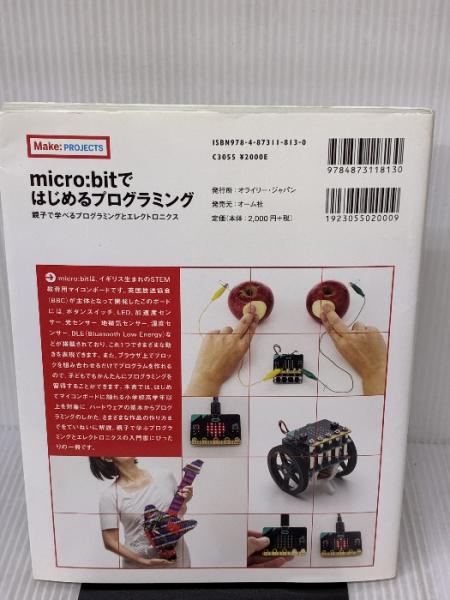 Make: PROJECTS
micro:bitで
はじめるプログラミング
親子で学べるプログラミングとエレクトロニクス
ISBN978-4-87311-813-0
C3055 ¥2000E
発行所：オライリー・ジャパン
発売元：オーム社
定価（本体：2,000円+税）
9784873118130
1923055020009
micro:bitは、イギリス生まれのSTEM
教育用マイコンボードです。英国放送協会
（BBC）が主体となって開発したこのボード
には、ボタンスイッチ、LED、加速度セン
サー、光センサー、地磁気センサー、温度セ
ンサー、BLE（Bluetooth Low Energy）な
どが搭載されており、これ1つでさまざまな動
きを表現できます。また、ブラウザ上でブロッ
クを組み合わせるだけでプログラムを作れる
ので、子どもでもかんたんにプログラミングを
習得することができます。本書では、はじめ
てマイコンボードに触れる小学校高学年以
上を対象に、ハードウェアの基本からプログラ
ミングのしかた、さまざまな作品の作り方ま
でをていねいに解説。親子で学ぶプログラ
ミングとエレクトロニクスの入門書にぴった
りの一冊です。